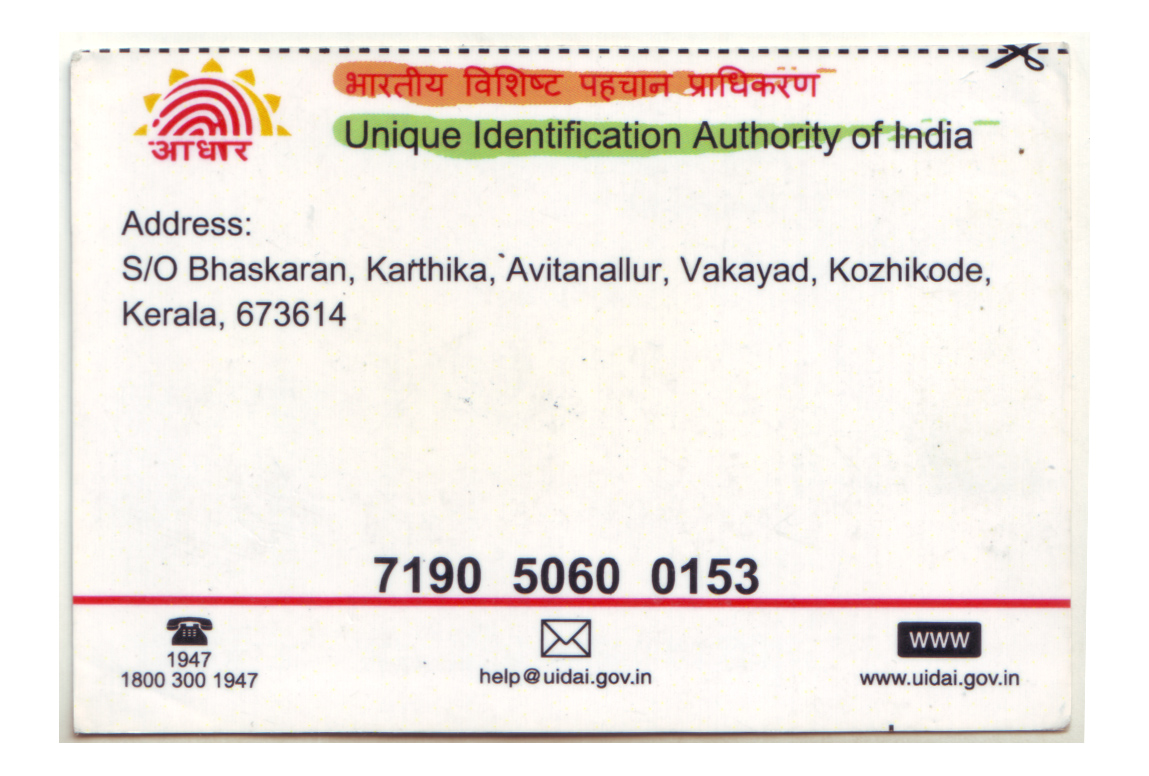 भारतीय विशिष्ट पहचान प्राधिकरण
Unique Identification Authority of India
आधार
Address:
S/O Bhaskaran, Karthika, Avitanallur, Vakayad, Kozhikode,
Kerala, 673614
7190 5060 0153
1947
1800 300 1947
help@uidai.gov.in
WWW
www.uidai.gov.in